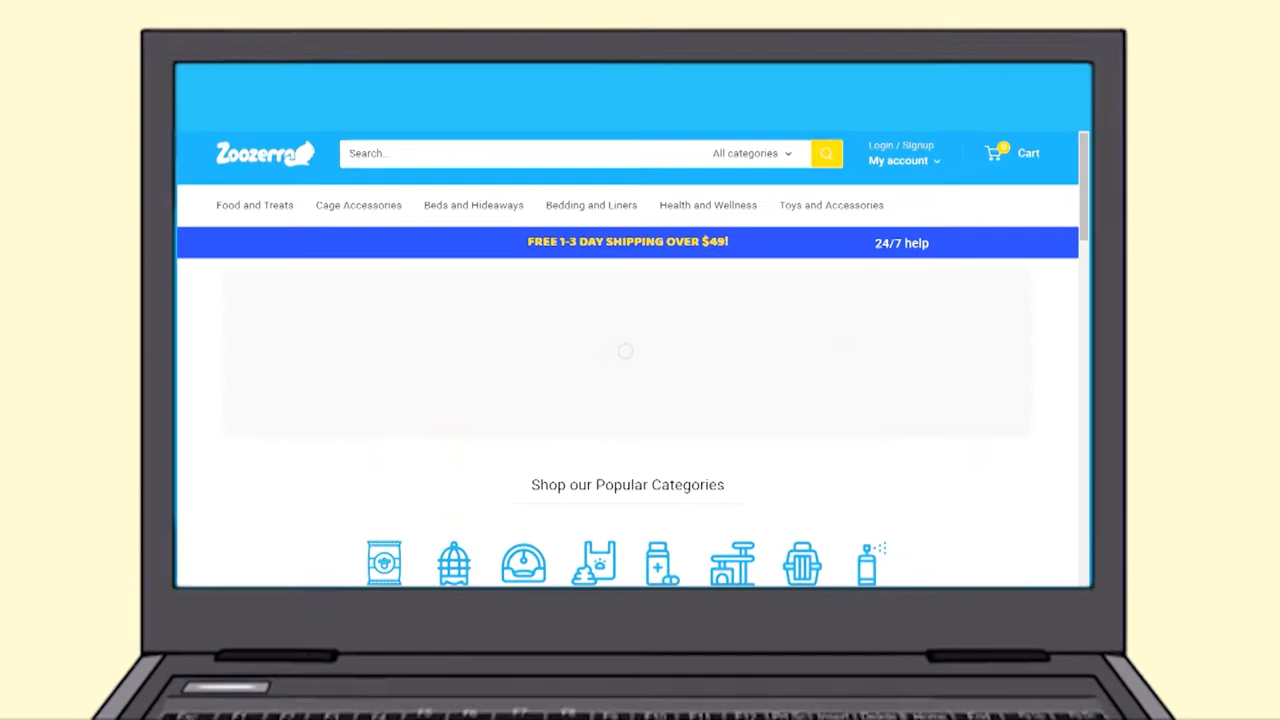 Zoozerra
Search...
All categories
Login / Signup
My account
0
Cart
Food and Treats
Cage Accessories
Beds and Hideaways
Bedding and Liners
Health and Wellness
Toys and Accessories
FREE 1-3 DAY SHIPPING OVER $49!
24/7 help
Shop our Popular Categories